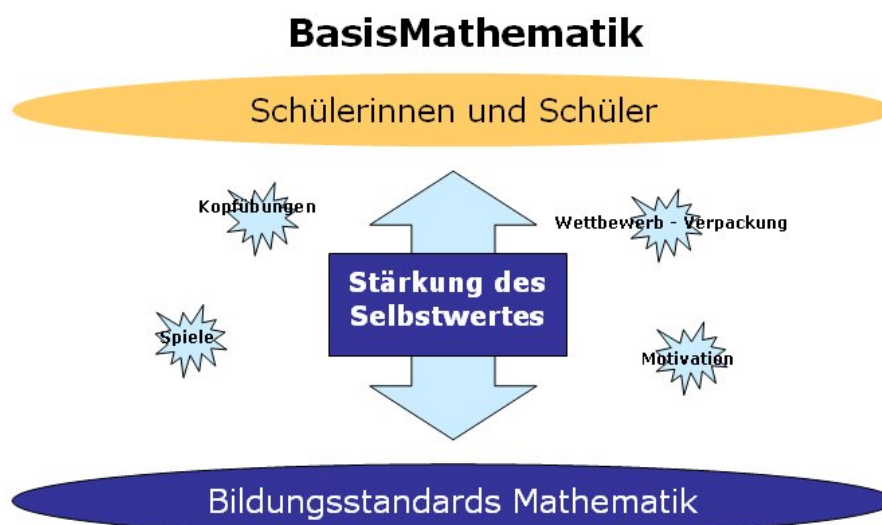 BasisMathematik
Schülerinnen und Schüler
Kopfübungen
Wettbewerb - Verpackung
Stärkung des
Selbstwertes
Spiele
Motivation
Bildungsstandards Mathematik